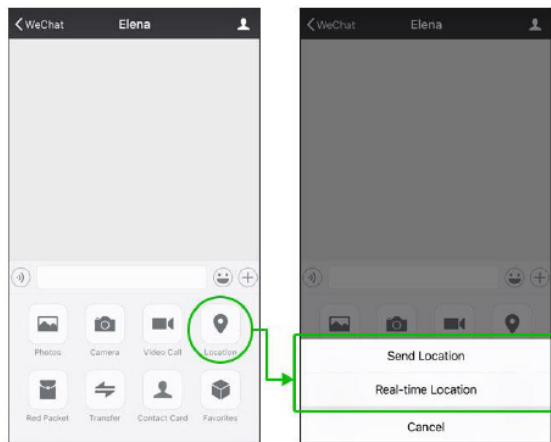 WeChat Elena
Photos Camera Video Call Location
Red Packet Transfer Contact Card Favorites
WeChat Elena
Send Location
Real-time Location
Cancel